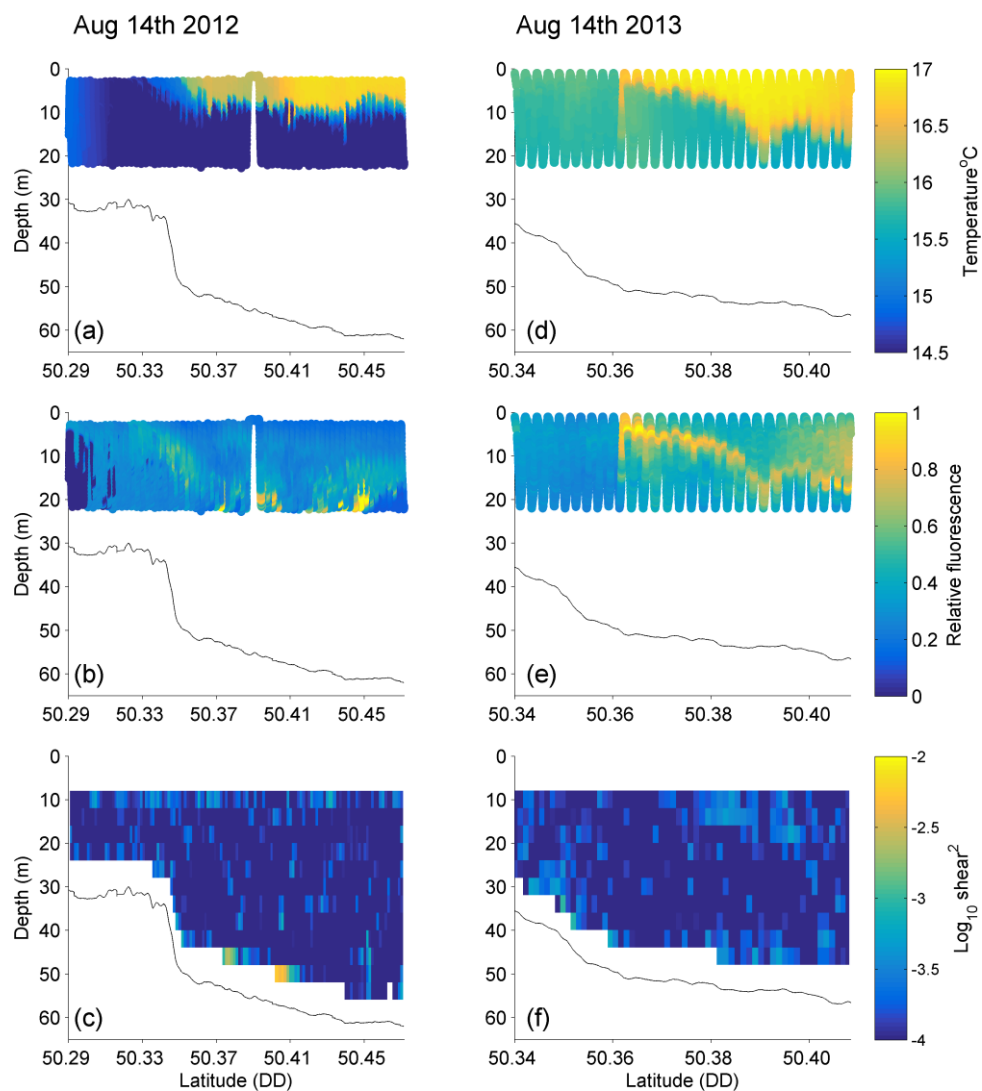 Aug 14th 2012
Aug 14th 2013
0
10
20
30
40
50
60
Depth (m)
(a)
50.29 50.33 50.37 50.41 50.45
0
10
20
30
40
50
60
(d)
50.34 50.36 50.38 50.40
17
16.5
16
15.5
15
14.5
Temperature°C
0
10
20
30
40
50
60
Depth (m)
(b)
50.29 50.33 50.37 50.41 50.45
0
10
20
30
40
50
60
Depth (m)
(e)
50.34 50.36 50.38 50.40
1
0.8
0.6
0.4
0.2
0
Relative fluorescence
0
10
20
30
40
50
60
Depth (m)
(c)
50.29 50.33 50.37 50.41 50.45
Latitude (DD)
0
10
20
30
40
50
60
Depth (m)
(f)
50.34 50.36 50.38 50.40
Latitude (DD)
-2
-2.5
-3
-3.5
-4
Log₁₀ shear²